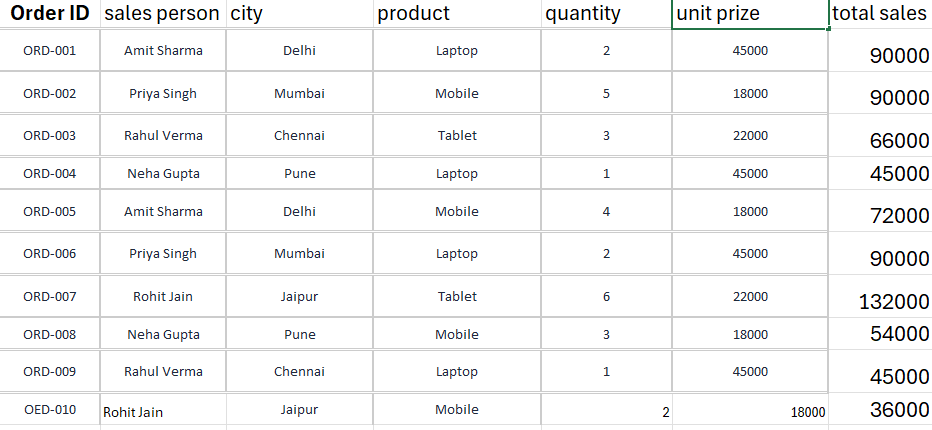 Order ID sales person city product quantity unit prize total sales
ORD-001 Amit Sharma Delhi Laptop 2 45000 90000
ORD-002 Priya Singh Mumbai Mobile 5 18000 90000
ORD-003 Rahul Verma Chennai Tablet 3 22000 66000
ORD-004 Neha Gupta Pune Laptop 1 45000 45000
ORD-005 Amit Sharma Delhi Mobile 4 18000 72000
ORD-006 Priya Singh Mumbai Laptop 2 45000 90000
ORD-007 Rohit Jain Jaipur Tablet 6 22000 132000
ORD-008 Neha Gupta Pune Mobile 3 18000 54000
ORD-009 Rahul Verma Chennai Laptop 1 45000 45000
OED-010 Rohit Jain Jaipur Mobile 2 18000 36000